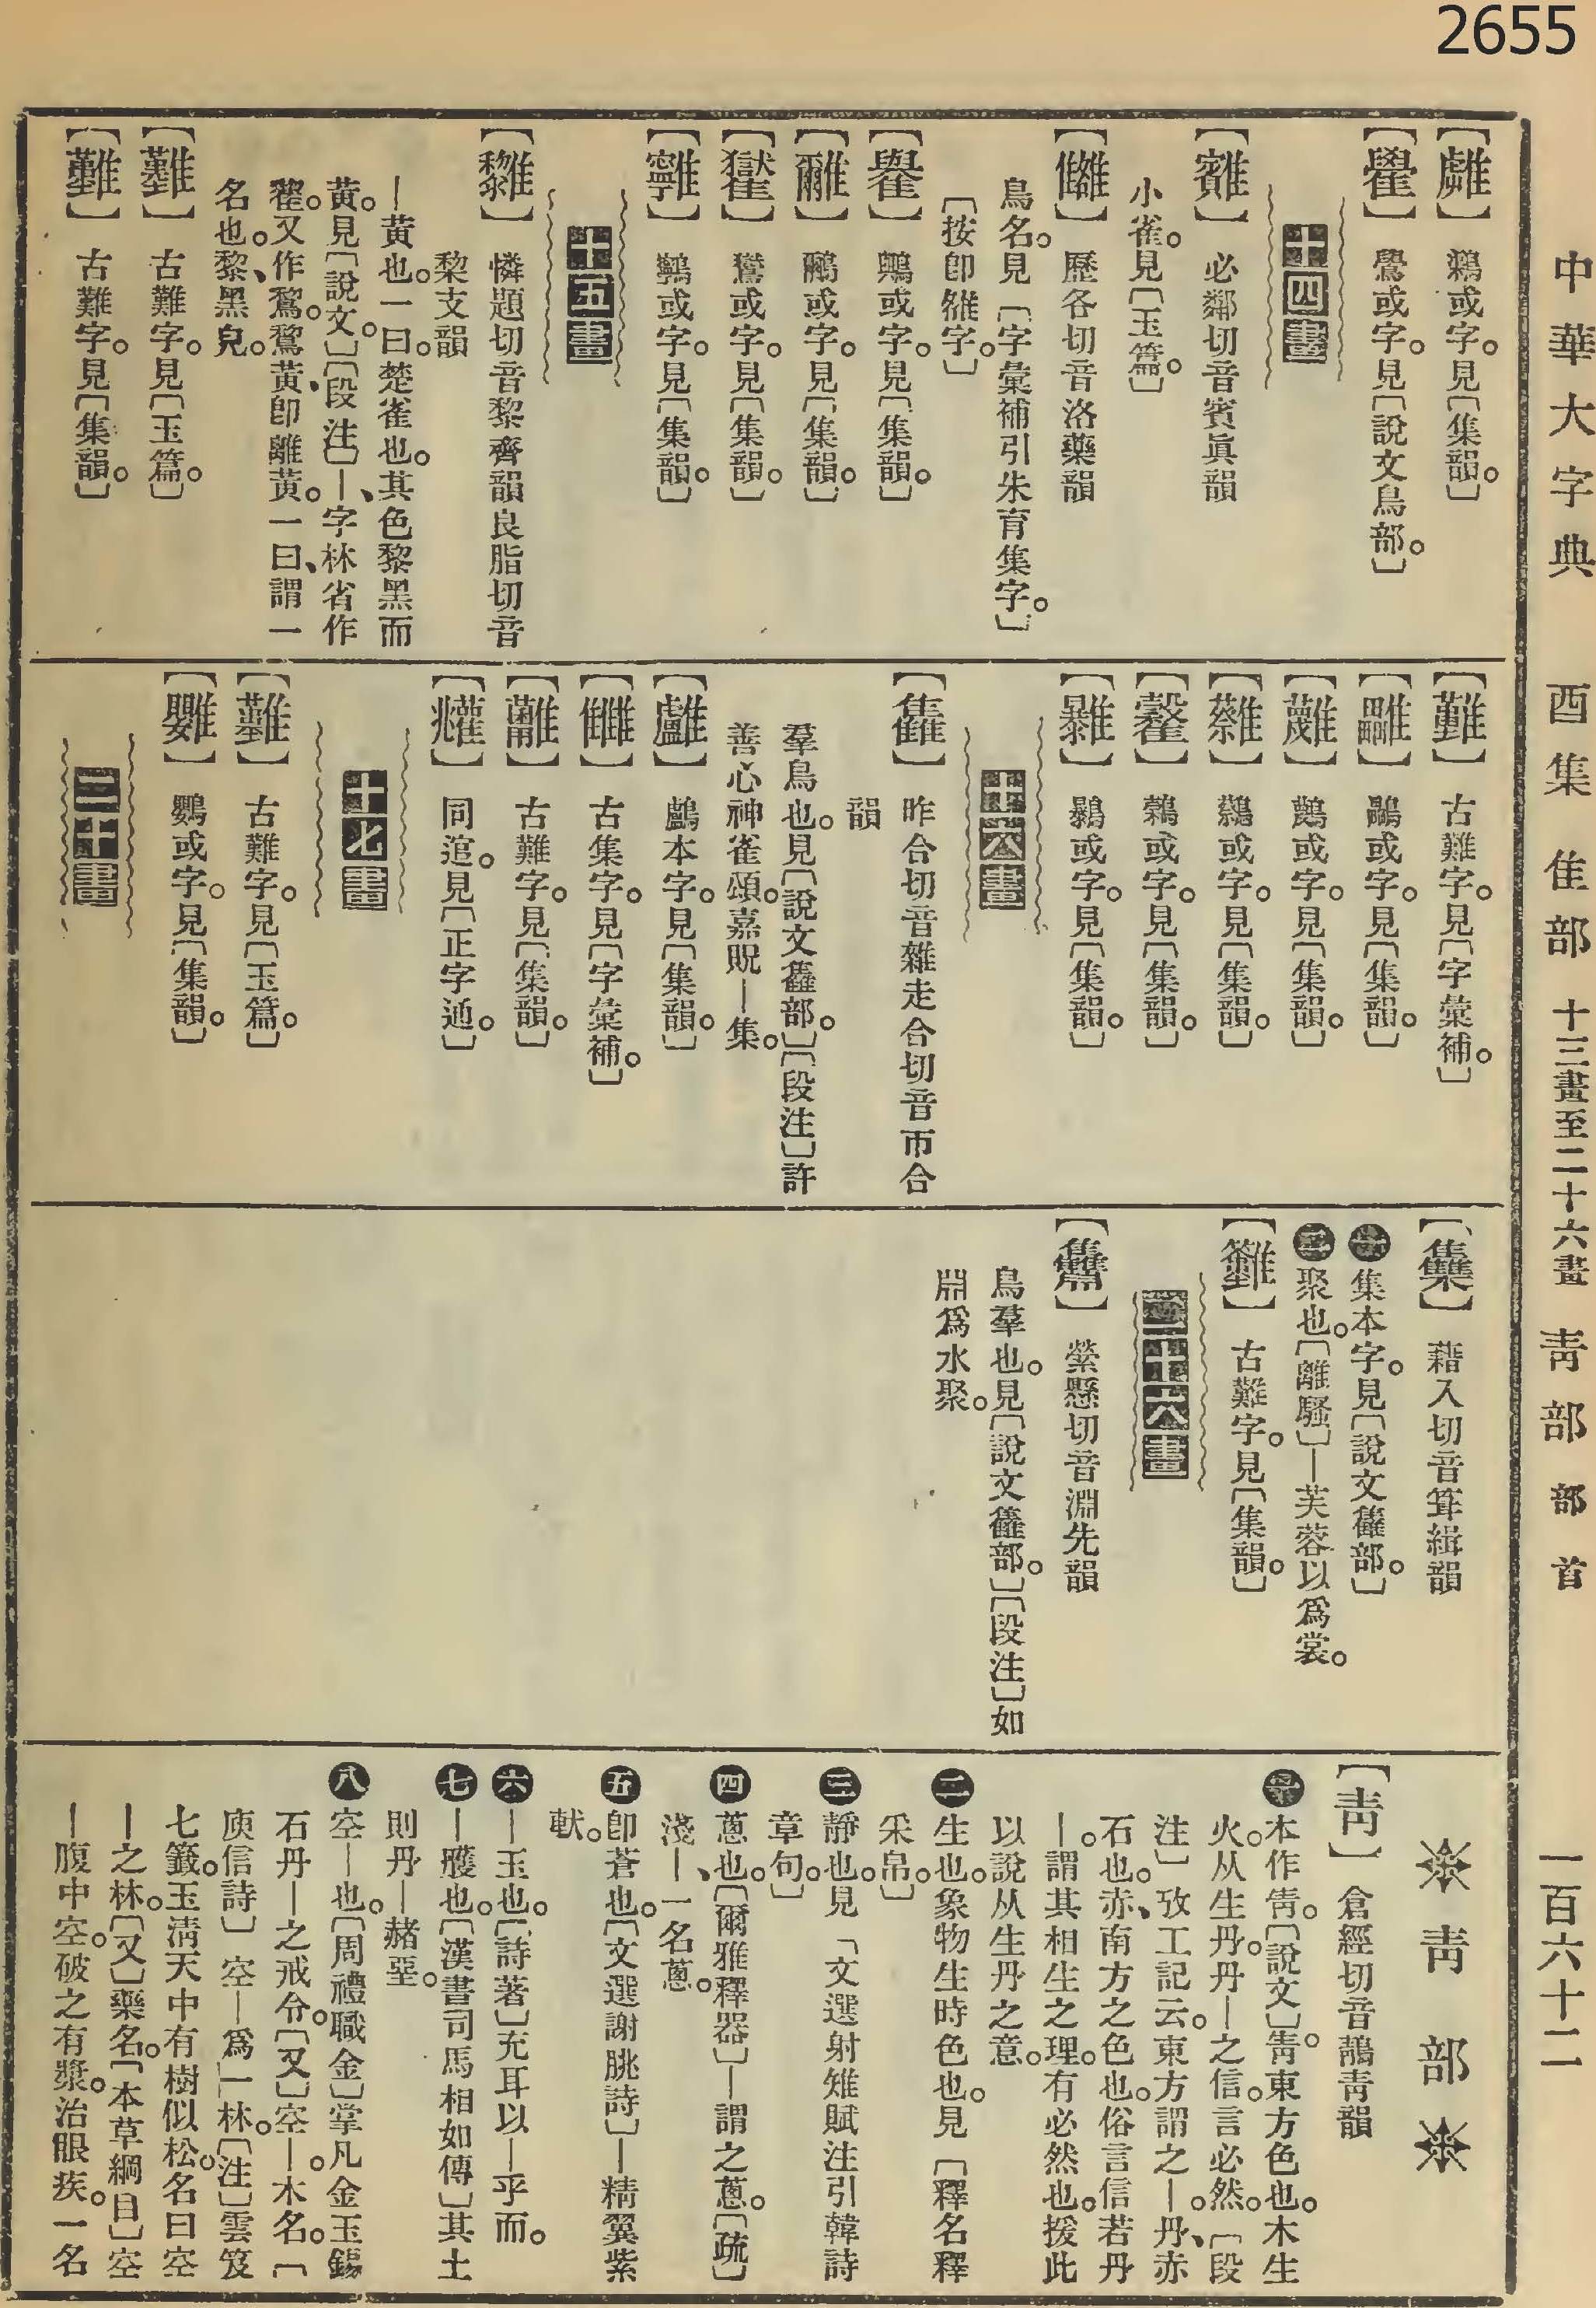 2655
中華大字典 酉集 隹部 十三畫至二十六畫 靑部 部首 一百六十二
鸕或字。見〔集韻。〕
鷽或字。見〔說文鳥部。〕
十四畫
必鄰切音賓眞韻
小雀。見〔玉篇。〕
歷各切音洛藥韻
鳥名。見〔字彙補引朱育集字。〕
〔按卽雒字。〕
或字。見〔集韻。〕
或字。見〔集韻。〕
或字。見〔集韻。〕
或字。見〔集韻。〕
十五畫
【䨄】 憐題切音黎齊韻良脂切音
黎支韻
―黃也。一曰。楚雀也。其色黎黑而
黃。見〔說文。〕〔段注〕―、字林省作
又作鵹。鵹黃、卽離黃。一曰、謂一
名也。黎、黑皃。
古難字。見〔玉篇。〕
古難字。見〔集韻。〕
古難字。見〔字彙補。〕
或字。見〔集韻。〕
或字。見〔集韻。〕
或字。見〔集韻。〕
或字。見〔集韻。〕
或字。見〔集韻。〕
十六畫
【雥】 昨合切音雜走合切音帀合
韻
羣鳥也。見〔說文雥部。〕〔段注〕許
善心神雀頌。嘉貺―集。
鸕本字。見〔集韻。〕
古集字。見〔字彙補。〕
古難字。見〔集韻。〕
同逭。見〔正字通。〕
十七畫
古難字。見〔玉篇。〕
鸚或字。見〔集韻。〕
二十畫
【雧】 藉入切音箿緝韻
㊀集本字。見〔說文雥部。〕
㊁聚也。〔離騷〕―芙蓉以爲裳。
古難字。見〔集韻。〕
二十六畫
縈懸切音淵先韻
鳥羣也。見〔說文雥部。〕〔段注〕如
淵爲水聚。
靑部
【靑】 倉經切音鶄靑韻
㊀本作靑。〔說文〕靑。東方色也。木生
火。从生丹。丹―之信。言必然。〔段
注〕攷工記云。東方謂之―。丹、赤
石也。赤、南方之色也。俗言信若丹
―。謂其相生之理。有必然也。援此
以說从生丹之意。
㊁生也。象物生時色也。見〔釋名釋
采帛。〕
㊂靜也。見「文選射雉賦注引韓詩
章句。〕
㊃蔥也。〔爾雅釋器〕―謂之蔥。〔疏〕
淺―、一名蔥。
㊄卽蒼也。〔文選謝朓詩〕―精翼紫
軑。
㊅―玉也。〔詩著〕充耳以―乎而。
㊆―雘也。〔漢書司馬相如傳〕其土
則丹―赭堊。
㊇空―也。〔周禮職金〕掌凡金玉錫
石丹―之戒令。〔又〕空―。木名。〔
庾信詩〕空―爲一林。〔注〕雲笈
七籤。玉淸天中有樹似松。名曰空
―之林。〔又〕藥名。〔本草綱目〕空
―腹中空。破之有漿。治眼疾。一名